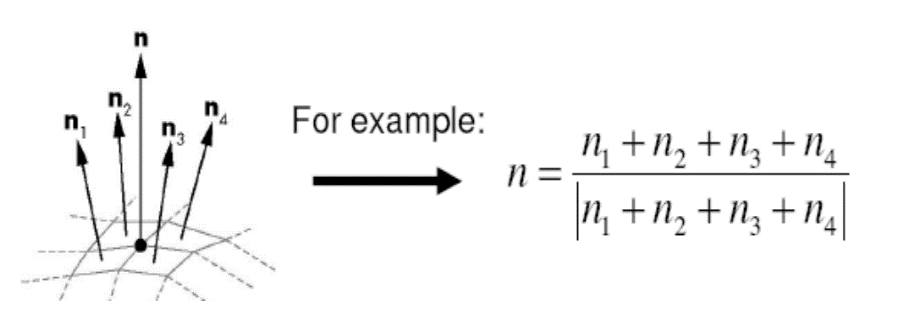 n
n₁ n₂ n₃ n₄
For example:
n = (n₁ + n₂ + n₃ + n₄) / |n₁ + n₂ + n₃ + n₄|